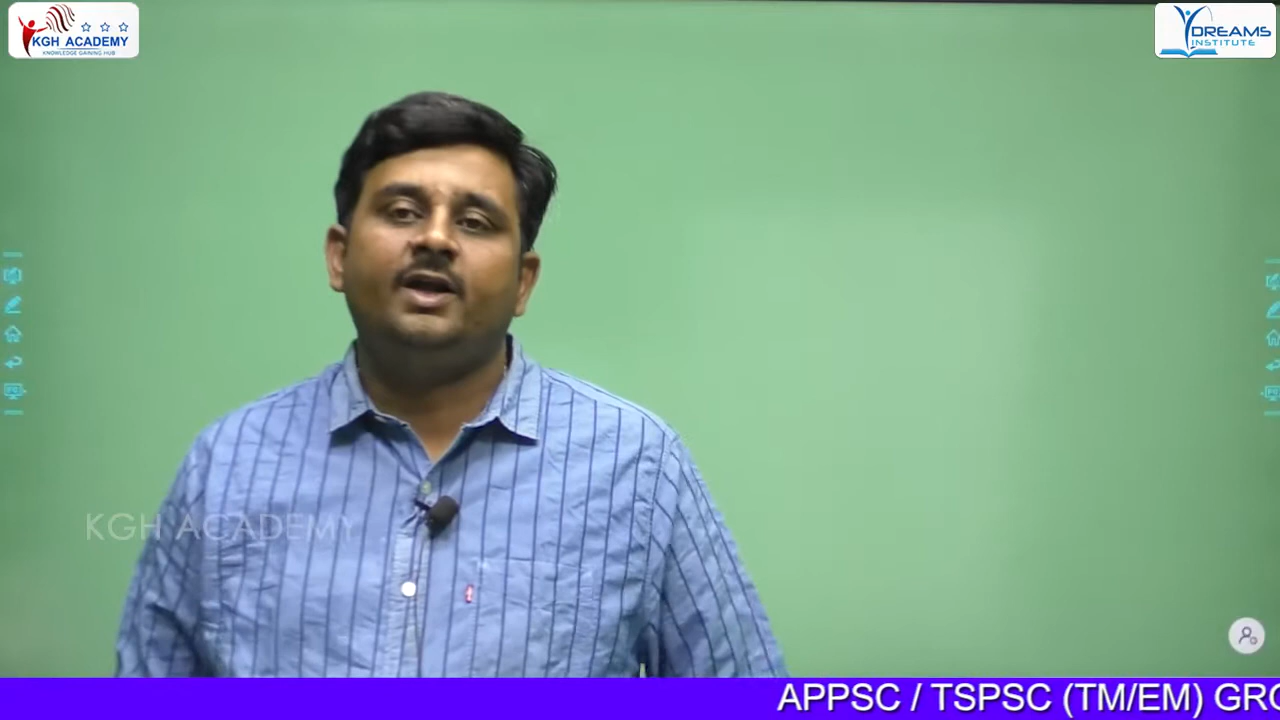 KGH ACADEMY
KNOWLEDGE GAINING HUB
DREAMS
INSTITUTE
KGH ACADEMY
APPSC / TSPSC (TM/EM) GRO